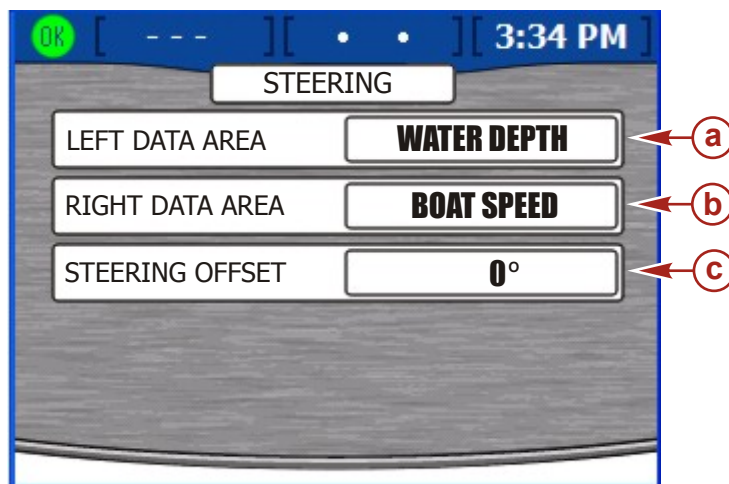 OK [ - - - ][ • • ][ 3:34 PM ]
STEERING
LEFT DATA AREA WATER DEPTH a
RIGHT DATA AREA BOAT SPEED b
STEERING OFFSET 0° c